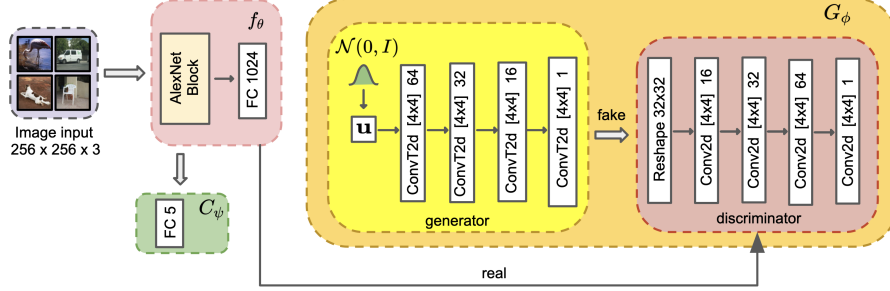 Image input
256 x 256 x 3
f_θ
AlexNet
Block
FC 1024
FC 5
C_ψ
G_ϕ
𝒩(0, I)
u
ConvT2d [4x4] 64
ConvT2d [4x4] 32
ConvT2d [4x4] 16
ConvT2d [4x4] 1
generator
fake
Reshape 32x32
Conv2d [4x4] 16
Conv2d [4x4] 32
Conv2d [4x4] 64
Conv2d [4x4] 1
discriminator
real